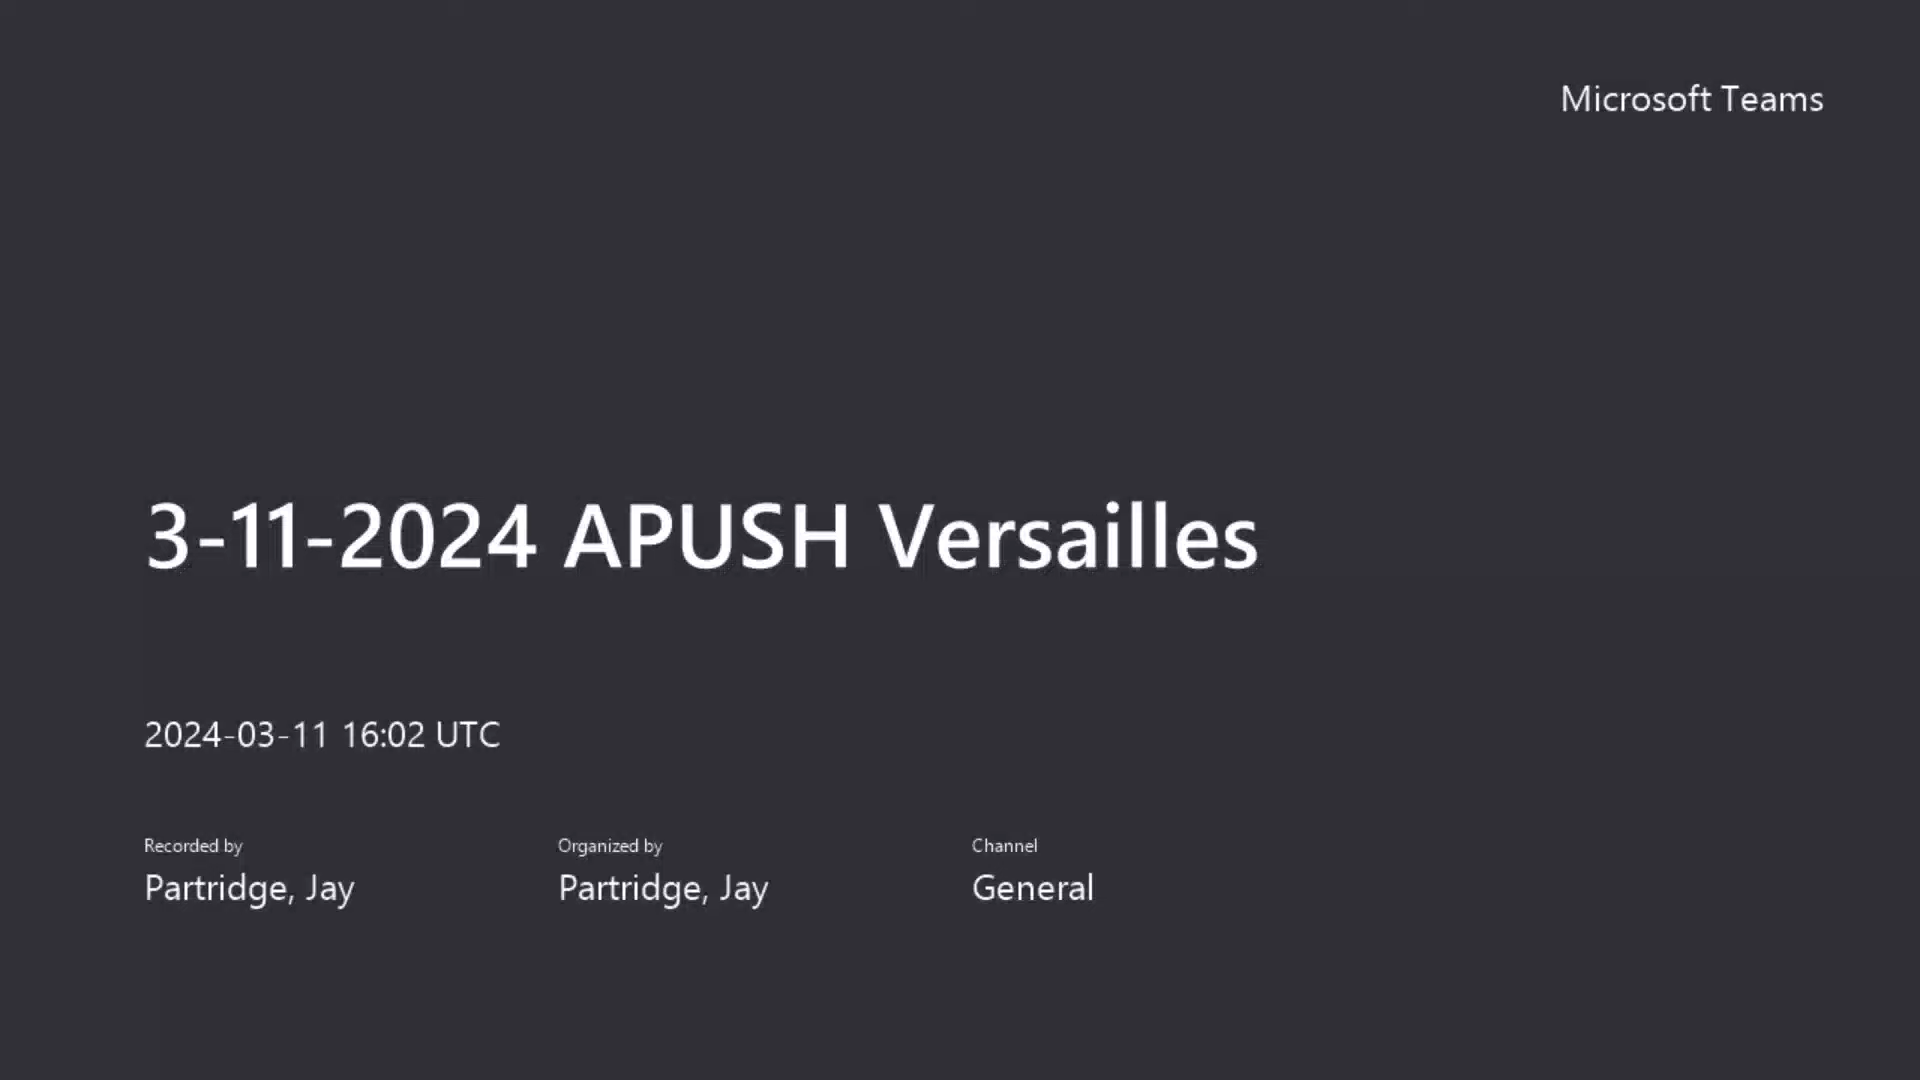 Microsoft Teams
3-11-2024 APUSH Versailles
2024-03-11 16:02 UTC
Recorded by
Partridge, Jay
Organized by
Partridge, Jay
Channel
General